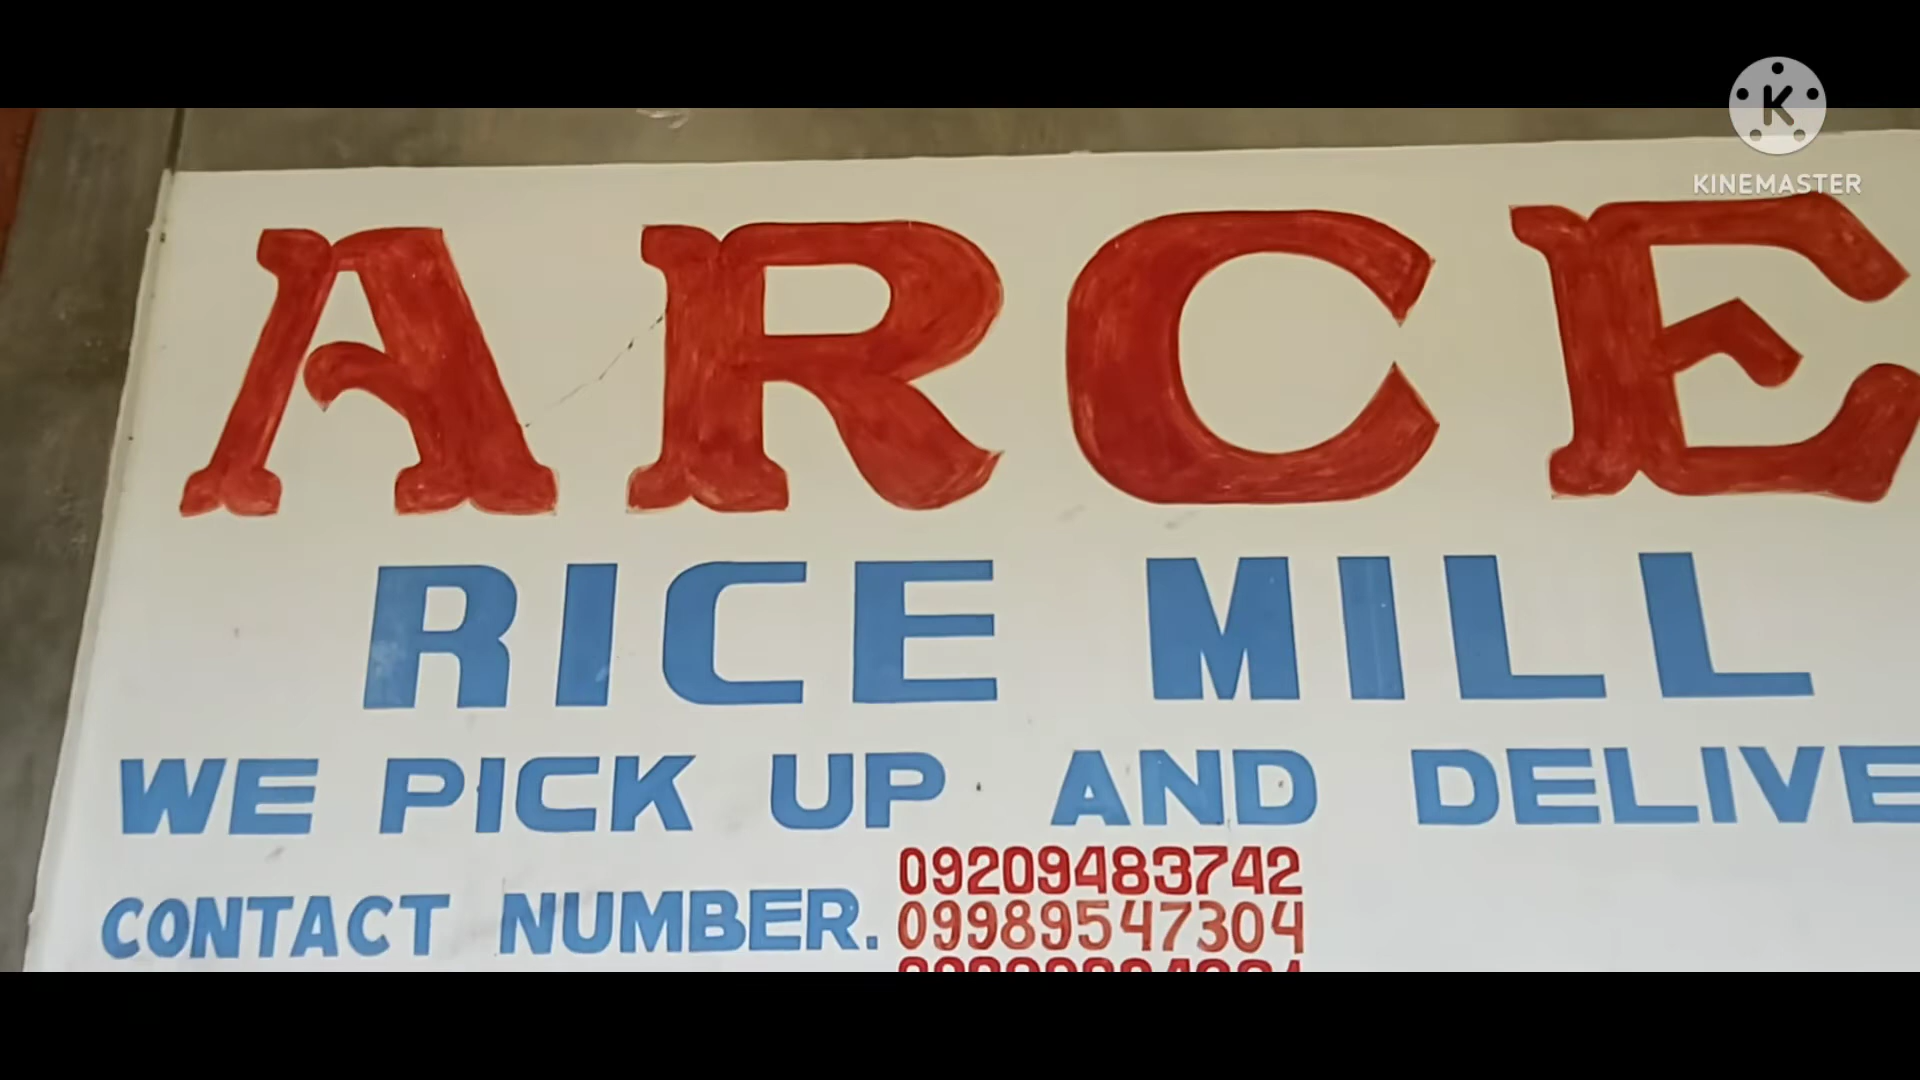 KINEMASTER
ARCE
RICE MILL
WE PICK UP AND DELIVE
09209483742
CONTACT NUMBER.
09989547304